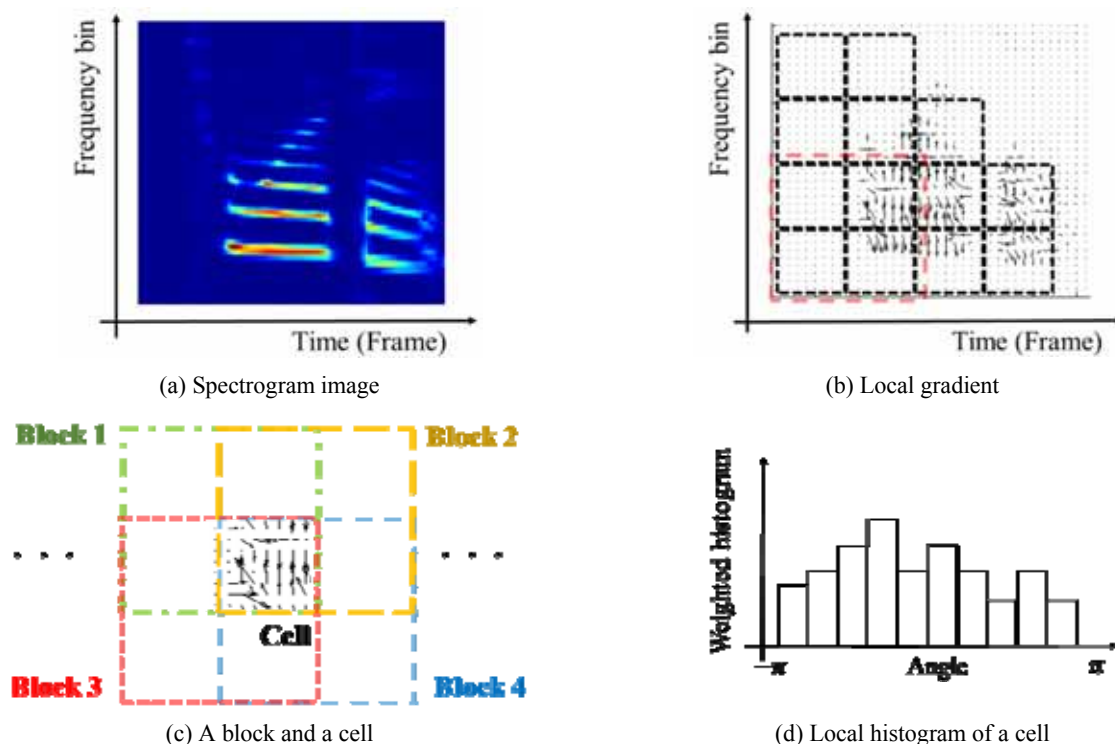 Frequency bin
Time (Frame)
(a) Spectrogram image
Frequency bin
Time (Frame)
(b) Local gradient
Block 1
Block 2
. . .
. . .
Cell
Block 3
Block 4
(c) A block and a cell
Weighted histogram
-π
Angle
π
(d) Local histogram of a cell